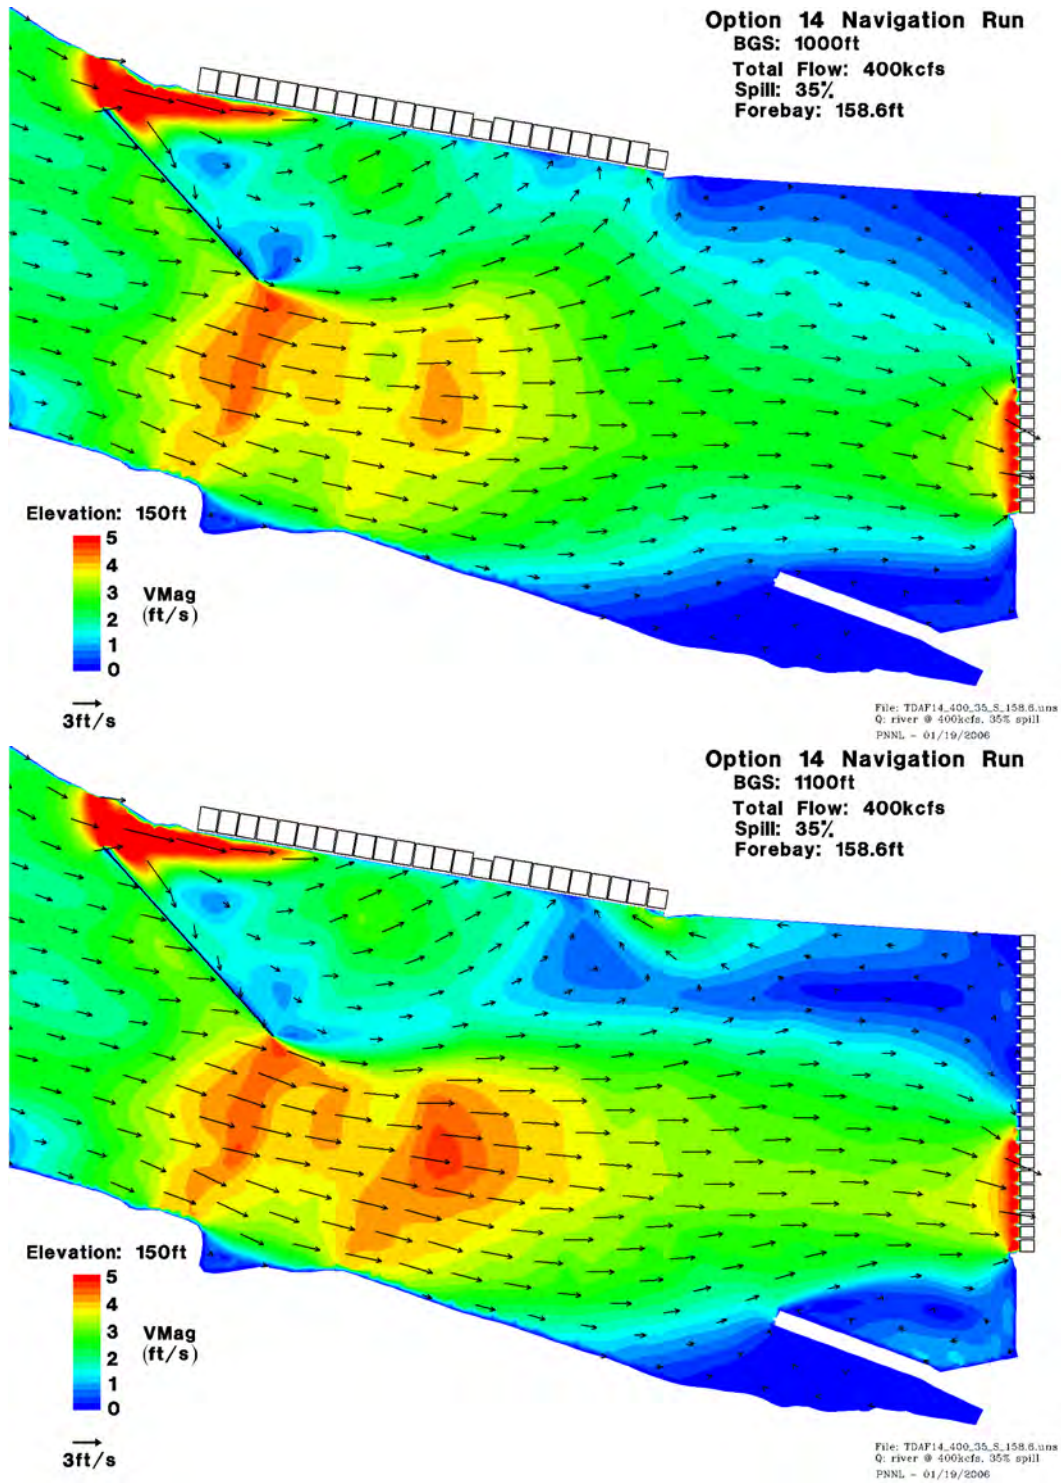 Option 14 Navigation Run
BGS: 1000ft
Total Flow: 400kcfs
Spill: 35%
Forebay: 158.6ft
Elevation: 150ft
5
4
3
2
1
0
VMag
(ft/s)
3ft/s
File: TDAF14_400_35_S_158.6.uns
Q: river @ 400kcfs, 35% spill
PNNL - 01/19/2006
Option 14 Navigation Run
BGS: 1100ft
Total Flow: 400kcfs
Spill: 35%
Forebay: 158.6ft
Elevation: 150ft
5
4
3
2
1
0
VMag
(ft/s)
3ft/s
File: TDAF14_400_35_S_158.6.uns
Q: river @ 400kcfs, 35% spill
PNNL - 01/19/2006